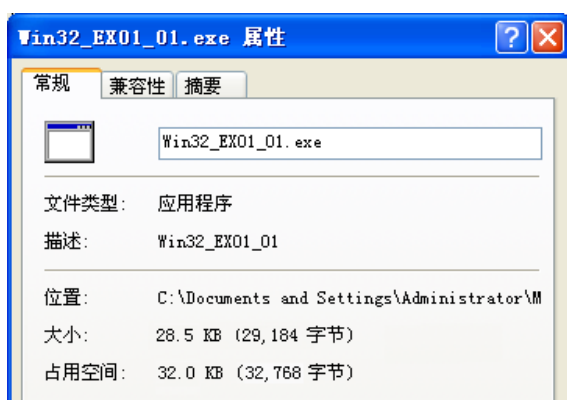 Win32_EX01_01.exe 属性
常规 兼容性 摘要
Win32_EX01_01.exe
文件类型: 应用程序
描述: Win32_EX01_01
位置: C:\Documents and Settings\Administrator\M
大小: 28.5 KB (29,184 字节)
占用空间: 32.0 KB (32,768 字节)